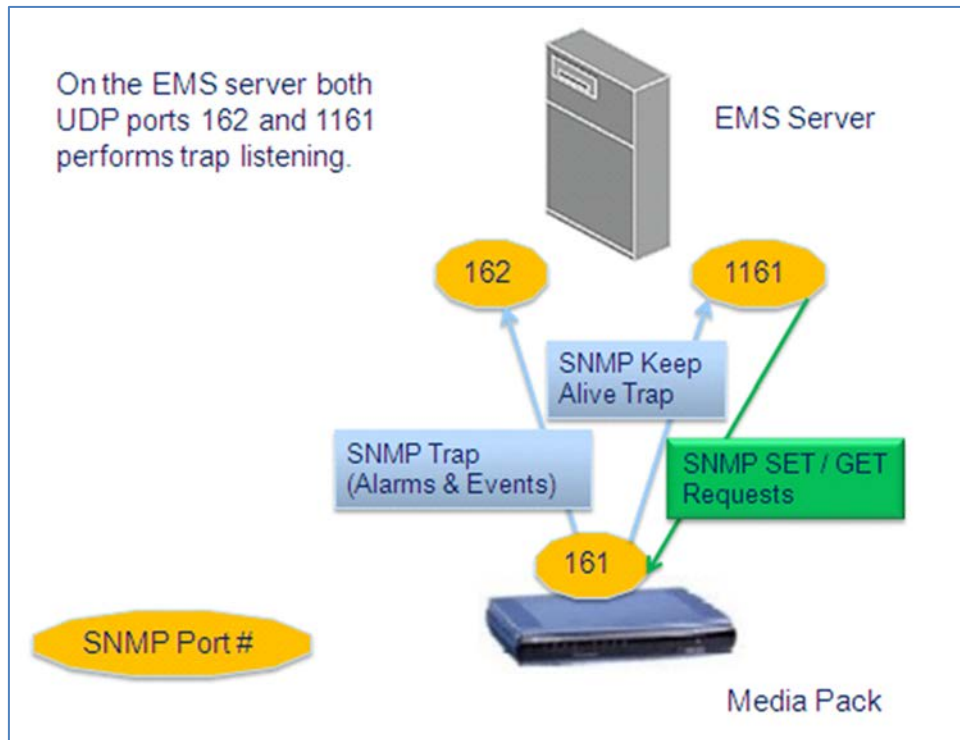 On the EMS server both
UDP ports 162 and 1161
performs trap listening.
EMS Server
162
1161
SNMP Keep
Alive Trap
SNMP Trap
(Alarms & Events)
SNMP SET / GET
Requests
161
SNMP Port #
Media Pack